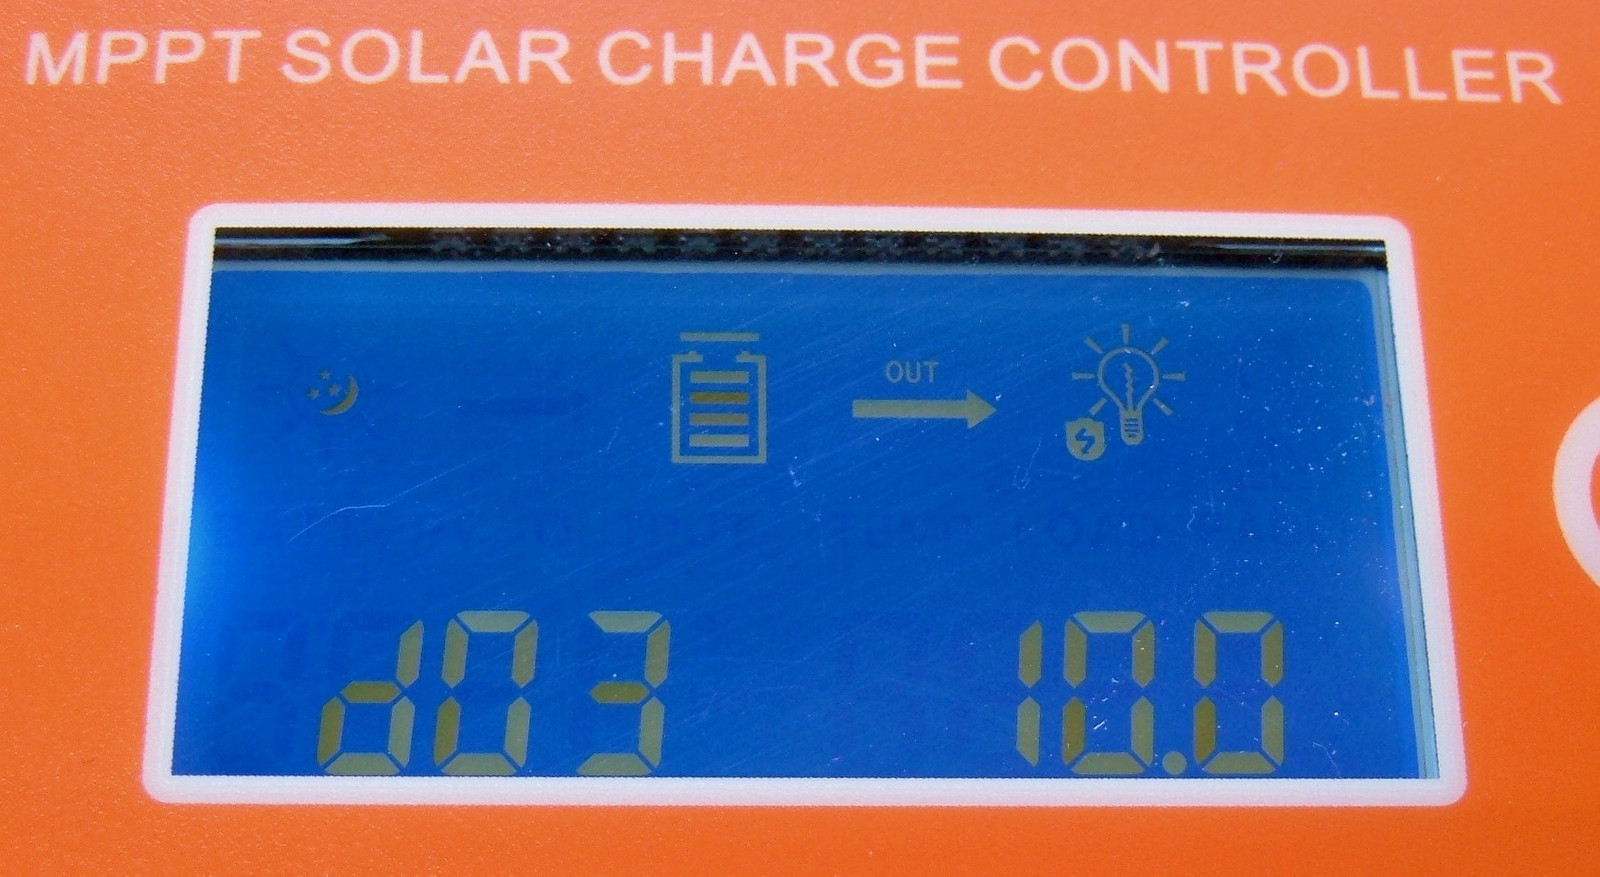 MPPT SOLAR CHARGE CONTROLLER
OUT
d03 10.0